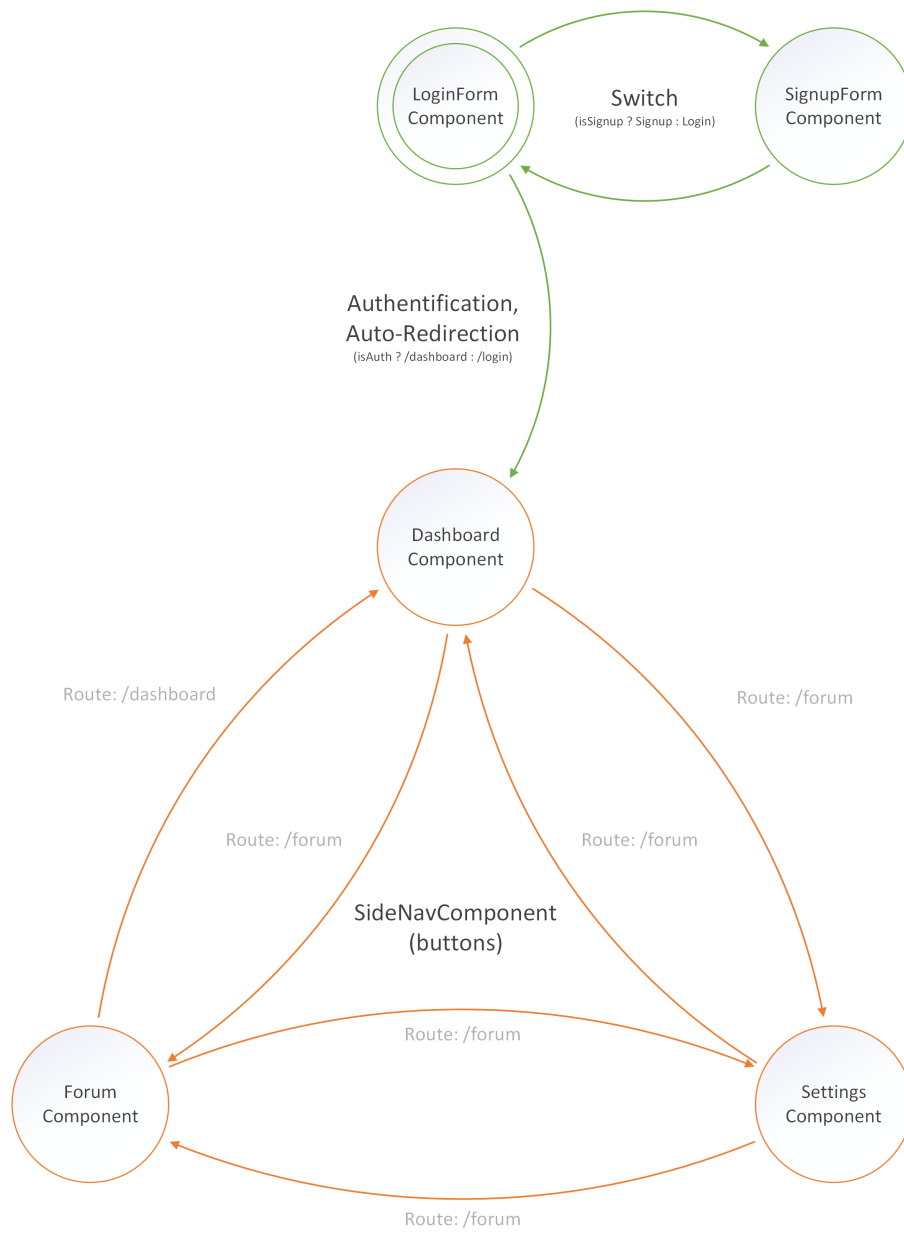 LoginForm
Component
Switch
(isSignup ? Signup : Login)
SignupForm
Component
Authentification,
Auto-Redirection
(isAuth ? /dashboard : /login)
Dashboard
Component
Route: /dashboard
Route: /forum
Route: /forum
Route: /forum
SideNavComponent
(buttons)
Route: /forum
Forum
Component
Settings
Component
Route: /forum